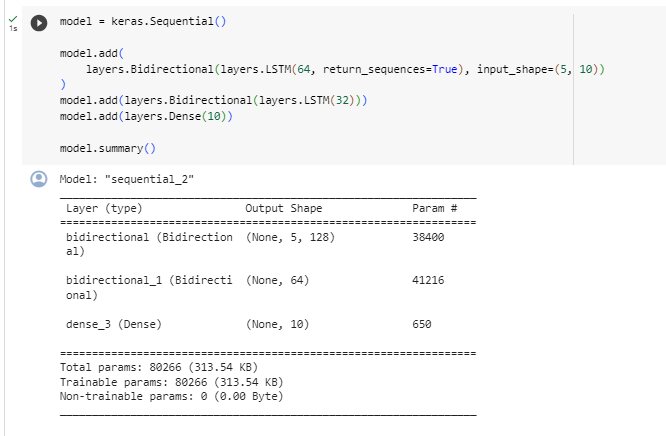 1s
model = keras.Sequential()
model.add(
layers.Bidirectional(layers.LSTM(64, return_sequences=True), input_shape=(5, 10))
)
model.add(layers.Bidirectional(layers.LSTM(32)))
model.add(layers.Dense(10))
model.summary()
Model: "sequential_2"
_________________________________________________________________
Layer (type) Output Shape Param #
=================================================================
bidirectional (Bidirection (None, 5, 128) 38400
al)
bidirectional_1 (Bidirecti (None, 64) 41216
onal)
dense_3 (Dense) (None, 10) 650
=================================================================
Total params: 80266 (313.54 KB)
Trainable params: 80266 (313.54 KB)
Non-trainable params: 0 (0.00 Byte)
_________________________________________________________________